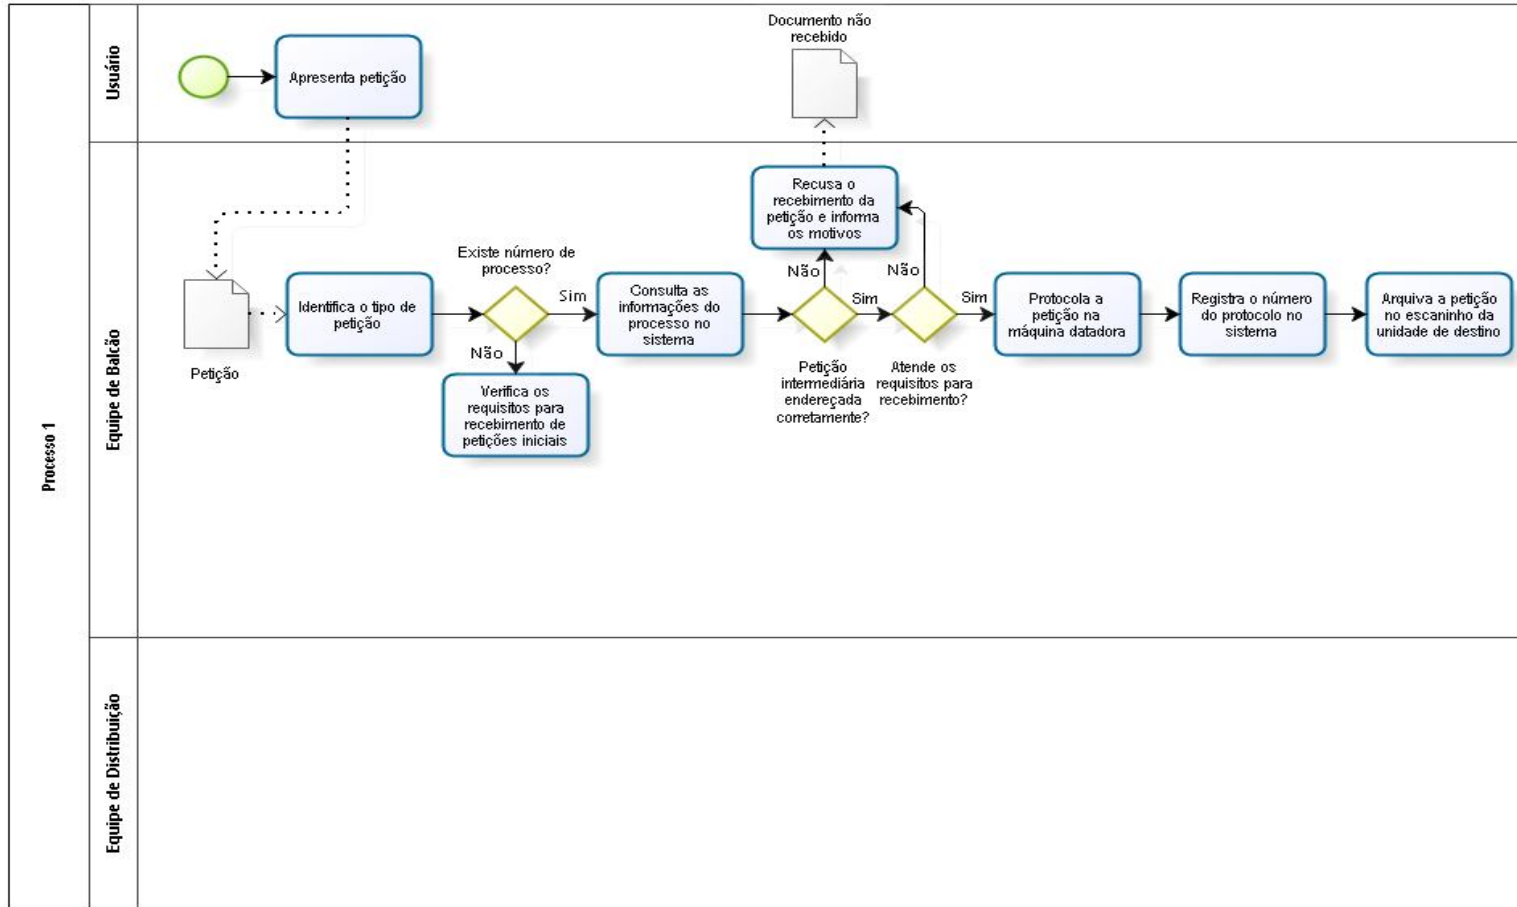 Processo 1
Usuário
Apresenta petição
Documento não
recebido
Equipe de Balcão
Petição
Identifica o tipo de
petição
Existe número de
processo?
Sim
Não
Verifica os
requisitos para
recebimento de
petições iniciais
Consulta as
informações do
processo no
sistema
Recusa o
recebimento da
petição e informa
os motivos
Não
Sim
Petição
intermediária
endereçada
corretamente?
Não
Sim
Atende os
requisitos para
recebimento?
Protocola a
petição na
máquina datadora
Registra o número
do protocolo no
sistema
Arquiva a petição
no escaninho da
unidade de destino
Equipe de Distribuição